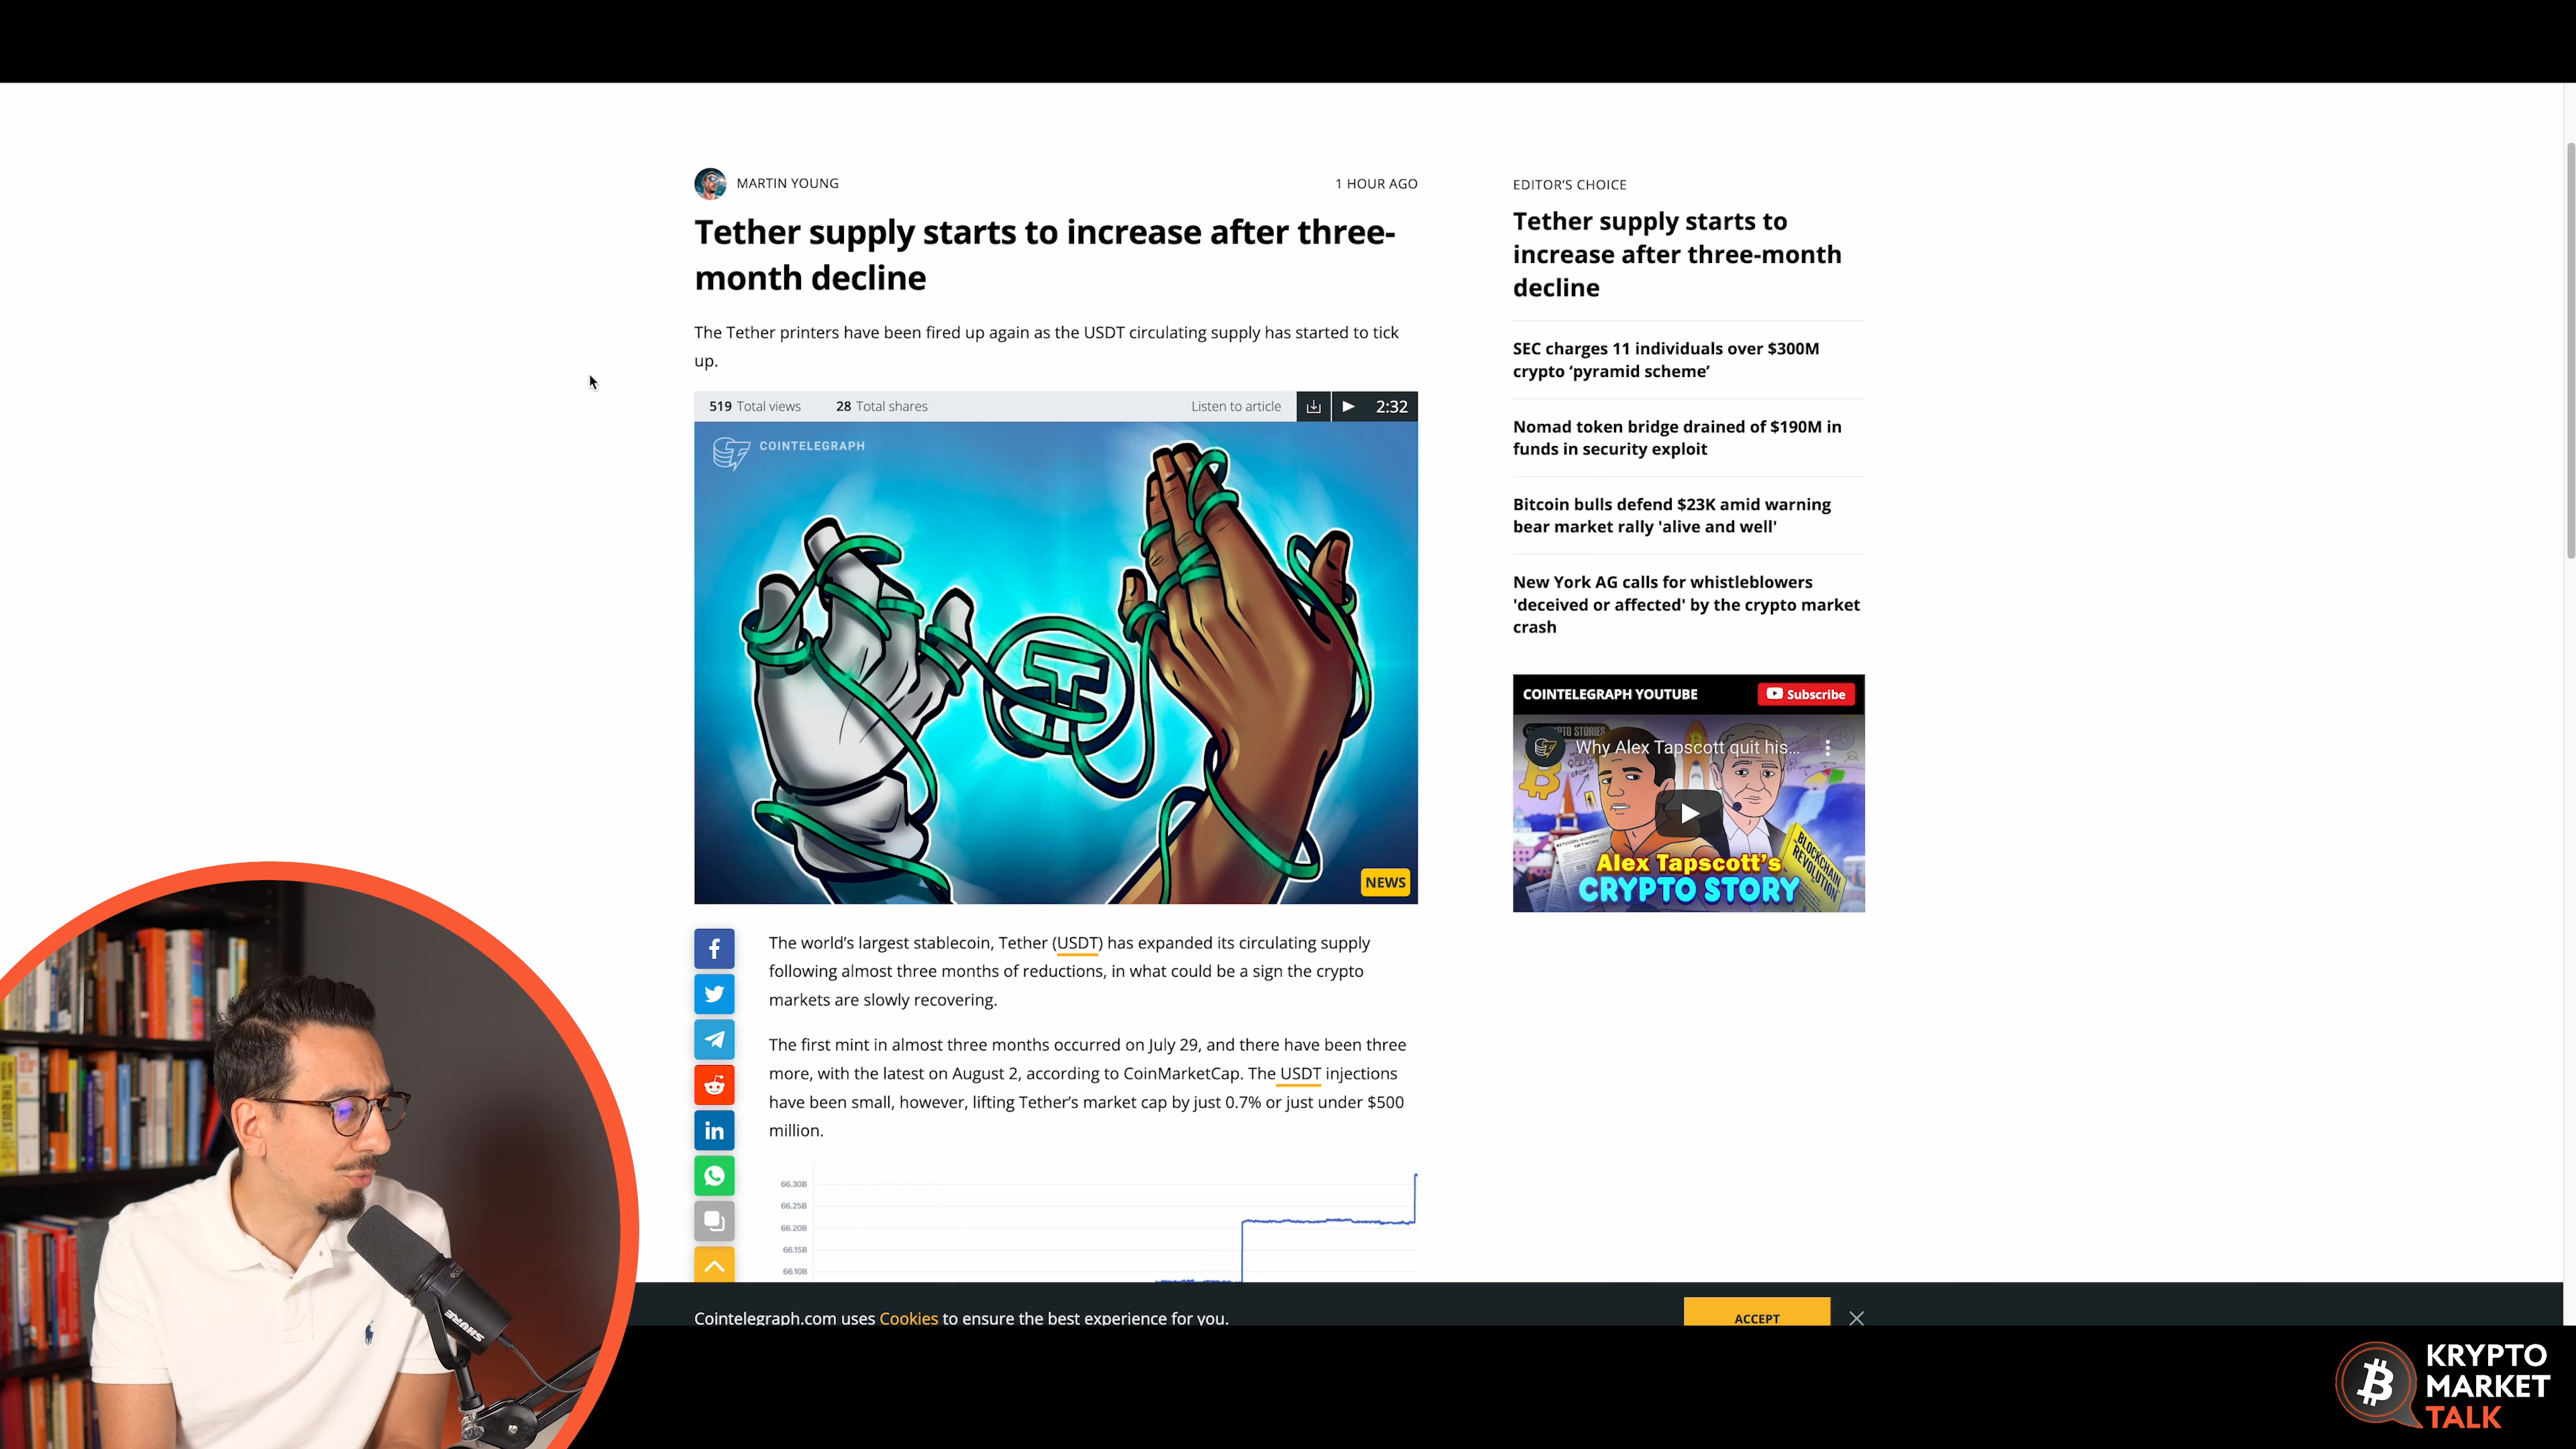 MARTIN YOUNG
1 HOUR AGO
Tether supply starts to increase after three-
month decline
The Tether printers have been fired up again as the USDT circulating supply has started to tick
up.
519 Total views
28 Total shares
Listen to article
2:32
COINTELEGRAPH
NEWS
The world’s largest stablecoin, Tether (USDT) has expanded its circulating supply
following almost three months of reductions, in what could be a sign the crypto
markets are slowly recovering.
The first mint in almost three months occurred on July 29, and there have been three
more, with the latest on August 2, according to CoinMarketCap. The USDT injections
have been small, however, lifting Tether’s market cap by just 0.7% or just under $500
million.
66.30B
66.25B
66.20B
66.15B
66.10B
EDITOR’S CHOICE
Tether supply starts to
increase after three-month
decline
SEC charges 11 individuals over $300M
crypto ‘pyramid scheme’
Nomad token bridge drained of $190M in
funds in security exploit
Bitcoin bulls defend $23K amid warning
bear market rally 'alive and well'
New York AG calls for whistleblowers
'deceived or affected' by the crypto market
crash
COINTELEGRAPH YOUTUBE
Subscribe
Why Alex Tapscott quit his...
BLOCKCHAIN
REVOLUTION
Alex Tapscott's
CRYPTO STORY
Cointelegraph.com uses Cookies to ensure the best experience for you.
ACCEPT
SHURE
KRYPTO
MARKET
TALK